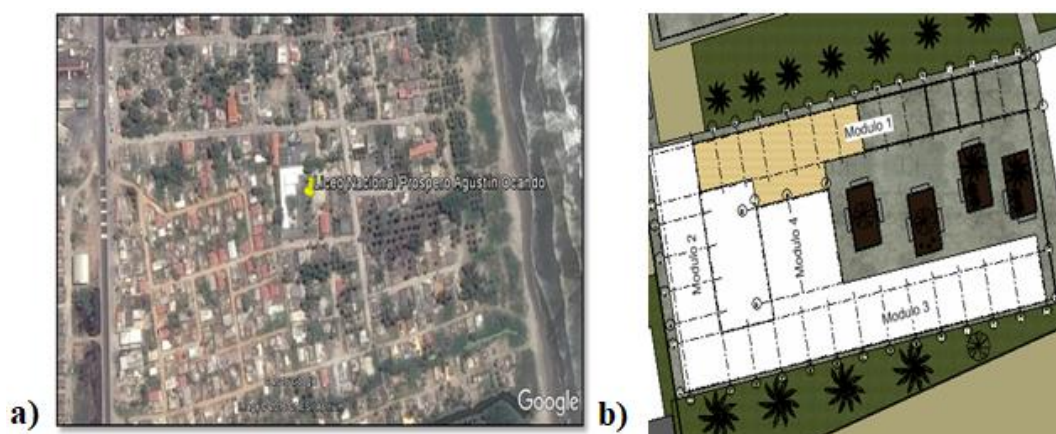 Liceo Nacional Prospero Agustin Ocando
Google
a)
Modulo 1
Modulo 2
Modulo 4
Modulo 3
b)